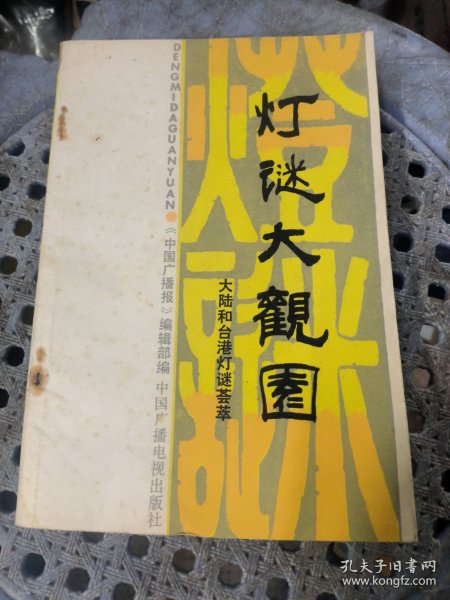 灯谜大觀園
大陆和台港灯谜荟萃
DENGMIDAGUANYUAN
《中国广播报》编辑部编 中国广播电视出版社
燈謎
孔夫子旧书网
www.kongfz.com